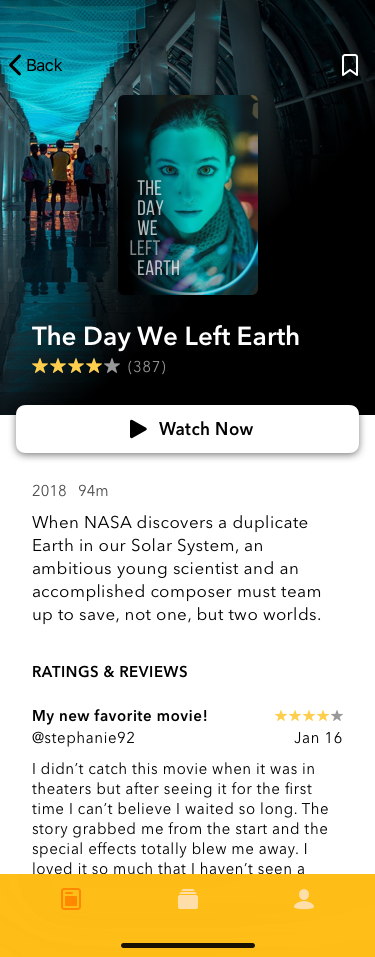 Back
THE
DAY
WE
LEFT
EARTH
The Day We Left Earth
(387)
Watch Now
2018 94m
When NASA discovers a duplicate
Earth in our Solar System, an
ambitious young scientist and an
accomplished composer must team
up to save, not one, but two worlds.
RATINGS & REVIEWS
My new favorite movie!
@stephanie92 Jan 16
I didn’t catch this movie when it was in
theaters but after seeing it for the first
time I can’t believe I waited so long. The
story grabbed me from the start and the
special effects totally blew me away. I
loved it so much that I haven’t seen a